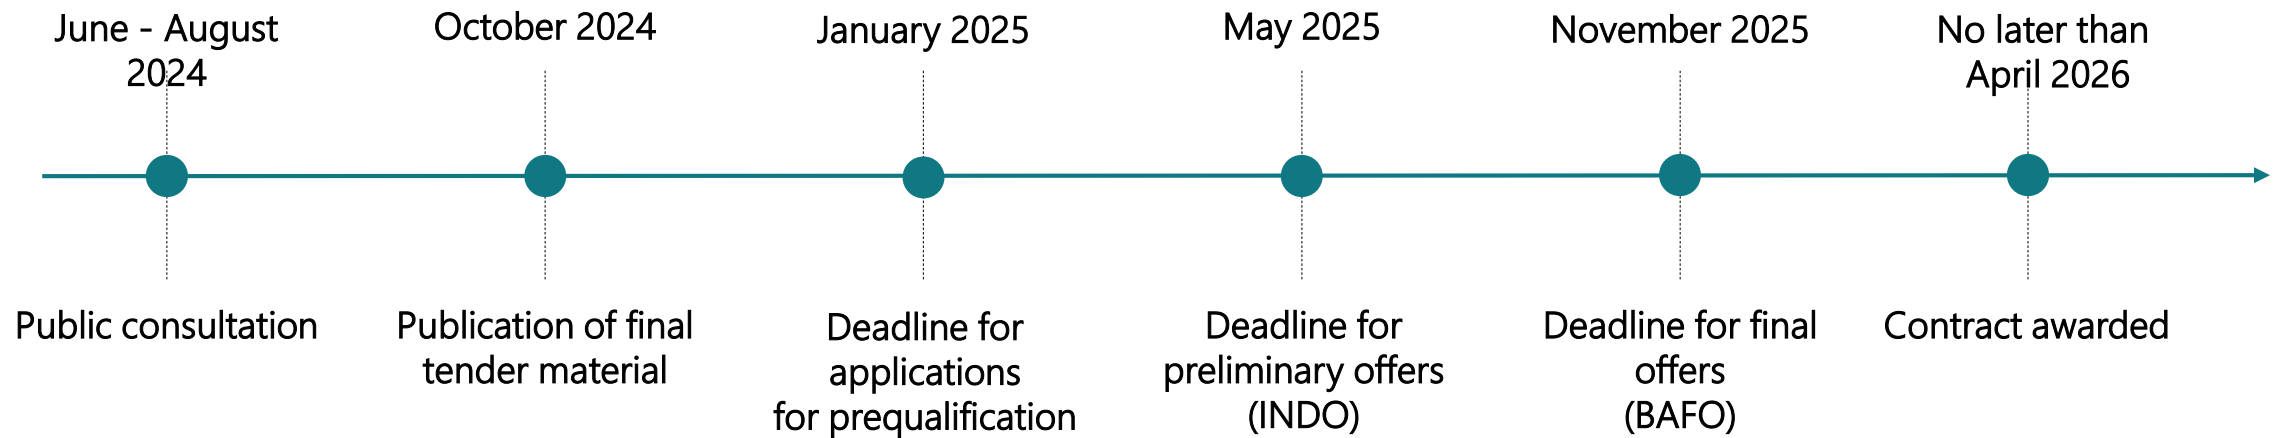 June - August
2024
October 2024
January 2025
May 2025
November 2025
No later than
April 2026
Public consultation
Publication of final
tender material
Deadline for
applications
for prequalification
Deadline for
preliminary offers
(INDO)
Deadline for final
offers
(BAFO)
Contract awarded